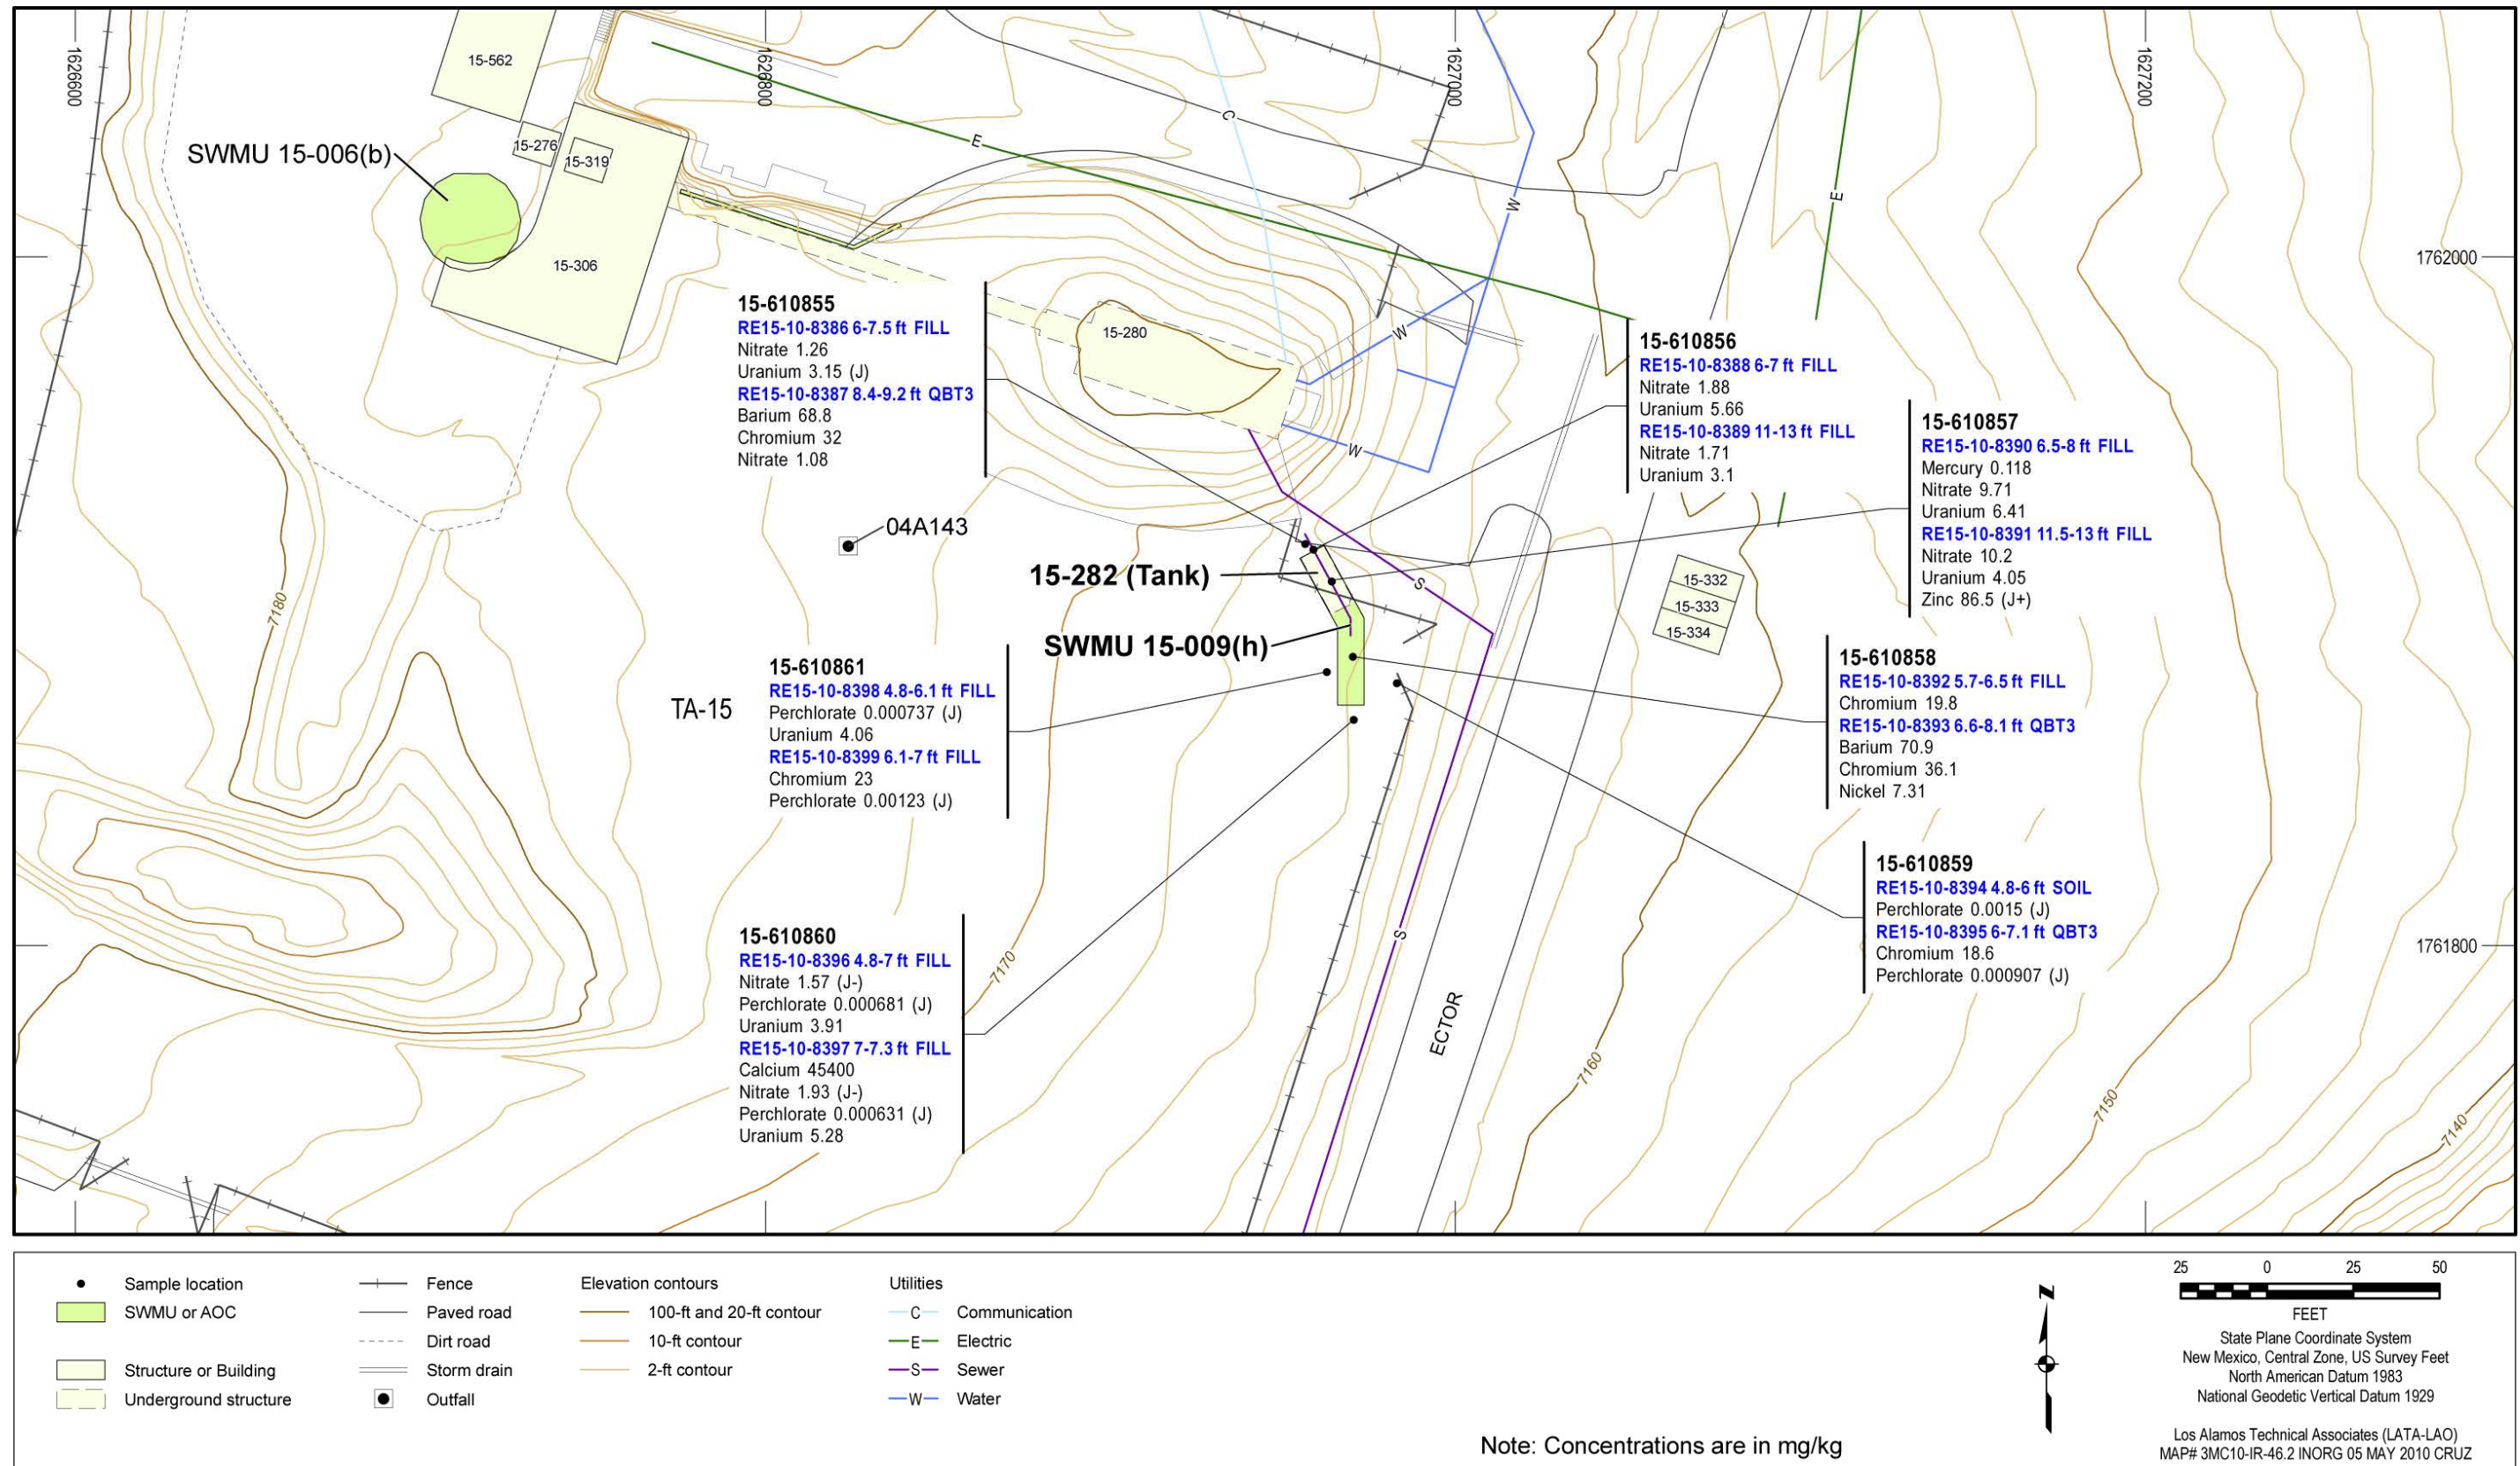 1626600
1626800
1627000
1627200
15-562
15-276
15-319
SWMU 15-006(b)
15-306
1762000
C
E
E
W
15-280
W
W
15-610855
RE15-10-8386 6-7.5 ft FILL
Nitrate 1.26
Uranium 3.15 (J)
RE15-10-8387 8.4-9.2 ft QBT3
Barium 68.8
Chromium 32
Nitrate 1.08
15-610856
RE15-10-8388 6-7 ft FILL
Nitrate 1.88
Uranium 5.66
RE15-10-8389 11-13 ft FILL
Nitrate 1.71
Uranium 3.1
15-610857
RE15-10-8390 6.5-8 ft FILL
Mercury 0.118
Nitrate 9.71
Uranium 6.41
RE15-10-8391 11.5-13 ft FILL
Nitrate 10.2
Uranium 4.05
Zinc 86.5 (J+)
04A143
15-282 (Tank)
S
7180
15-332
15-333
15-334
SWMU 15-009(h)
TA-15
15-610861
RE15-10-8398 4.8-6.1 ft FILL
Perchlorate 0.000737 (J)
Uranium 4.06
RE15-10-8399 6.1-7 ft FILL
Chromium 23
Perchlorate 0.00123 (J)
15-610858
RE15-10-8392 5.7-6.5 ft FILL
Chromium 19.8
RE15-10-8393 6.6-8.1 ft QBT3
Barium 70.9
Chromium 36.1
Nickel 7.31
15-610859
RE15-10-8394 4.8-6 ft SOIL
Perchlorate 0.0015 (J)
RE15-10-8395 6-7.1 ft QBT3
Chromium 18.6
Perchlorate 0.000907 (J)
15-610860
RE15-10-8396 4.8-7 ft FILL
Nitrate 1.57 (J-)
Perchlorate 0.000681 (J)
Uranium 3.91
RE15-10-8397 7-7.3 ft FILL
Calcium 45400
Nitrate 1.93 (J-)
Perchlorate 0.000631 (J)
Uranium 5.28
S
1761800
7170
ECTOR
7160
7150
7140
Sample location
SWMU or AOC
Structure or Building
Underground structure
Fence
Paved road
Dirt road
Storm drain
Outfall
Elevation contours
100-ft and 20-ft contour
10-ft contour
2-ft contour
Utilities
C Communication
E Electric
S Sewer
W Water
Note: Concentrations are in mg/kg
N
25 0 25 50
FEET
State Plane Coordinate System
New Mexico, Central Zone, US Survey Feet
North American Datum 1983
National Geodetic Vertical Datum 1929
Los Alamos Technical Associates (LATA-LAO)
MAP# 3MC10-IR-46.2 INORG 05 MAY 2010 CRUZ